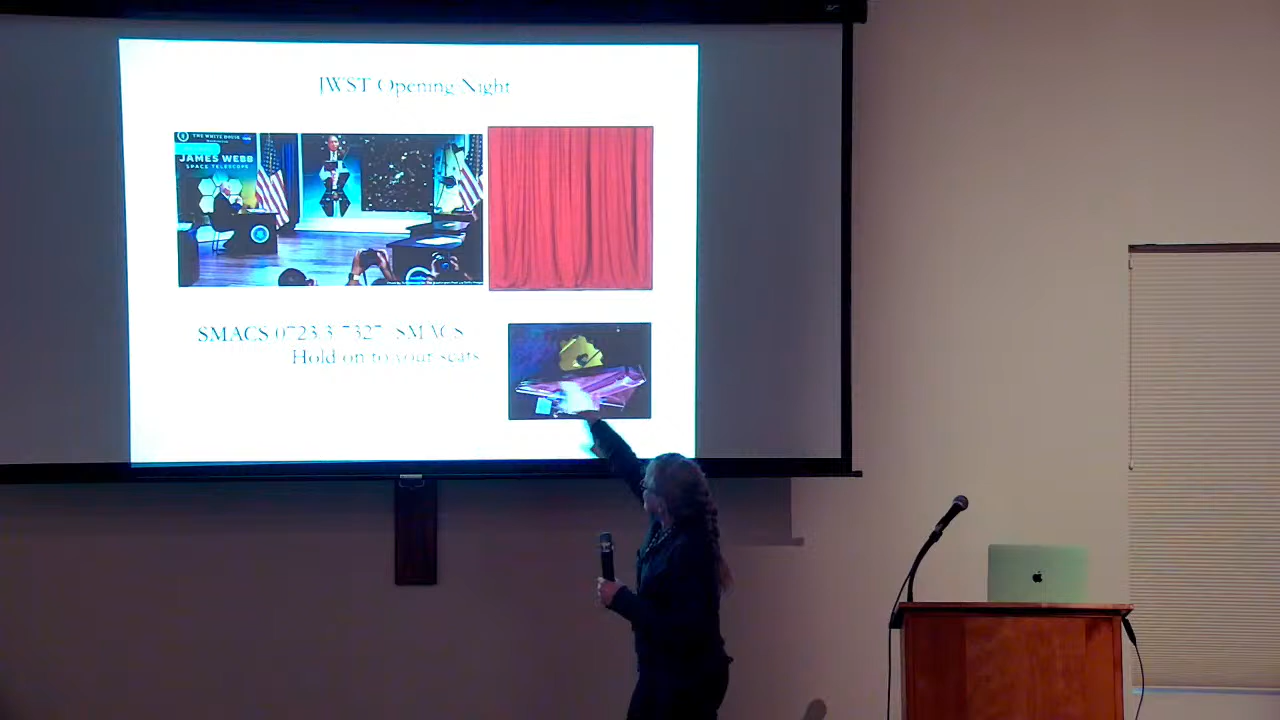 JWST Opening Night
THE WHITE HOUSE
JAMES WEBB
SPACE TELESCOPE
SMACS 0723.3-7327 SMACS
Hold on to your seats